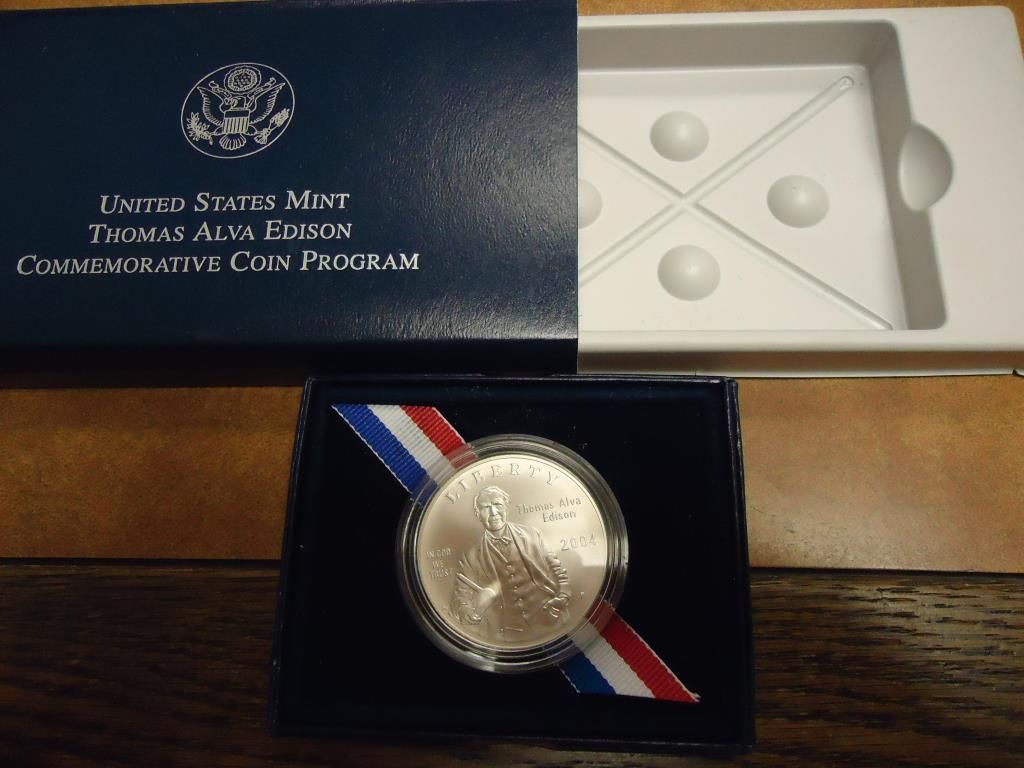 UNITED STATES MINT
THOMAS ALVA EDISON
COMMEMORATIVE COIN PROGRAM
LIBERTY
Thomas Alva
Edison
2004
IN GOD
WE
TRUST
P